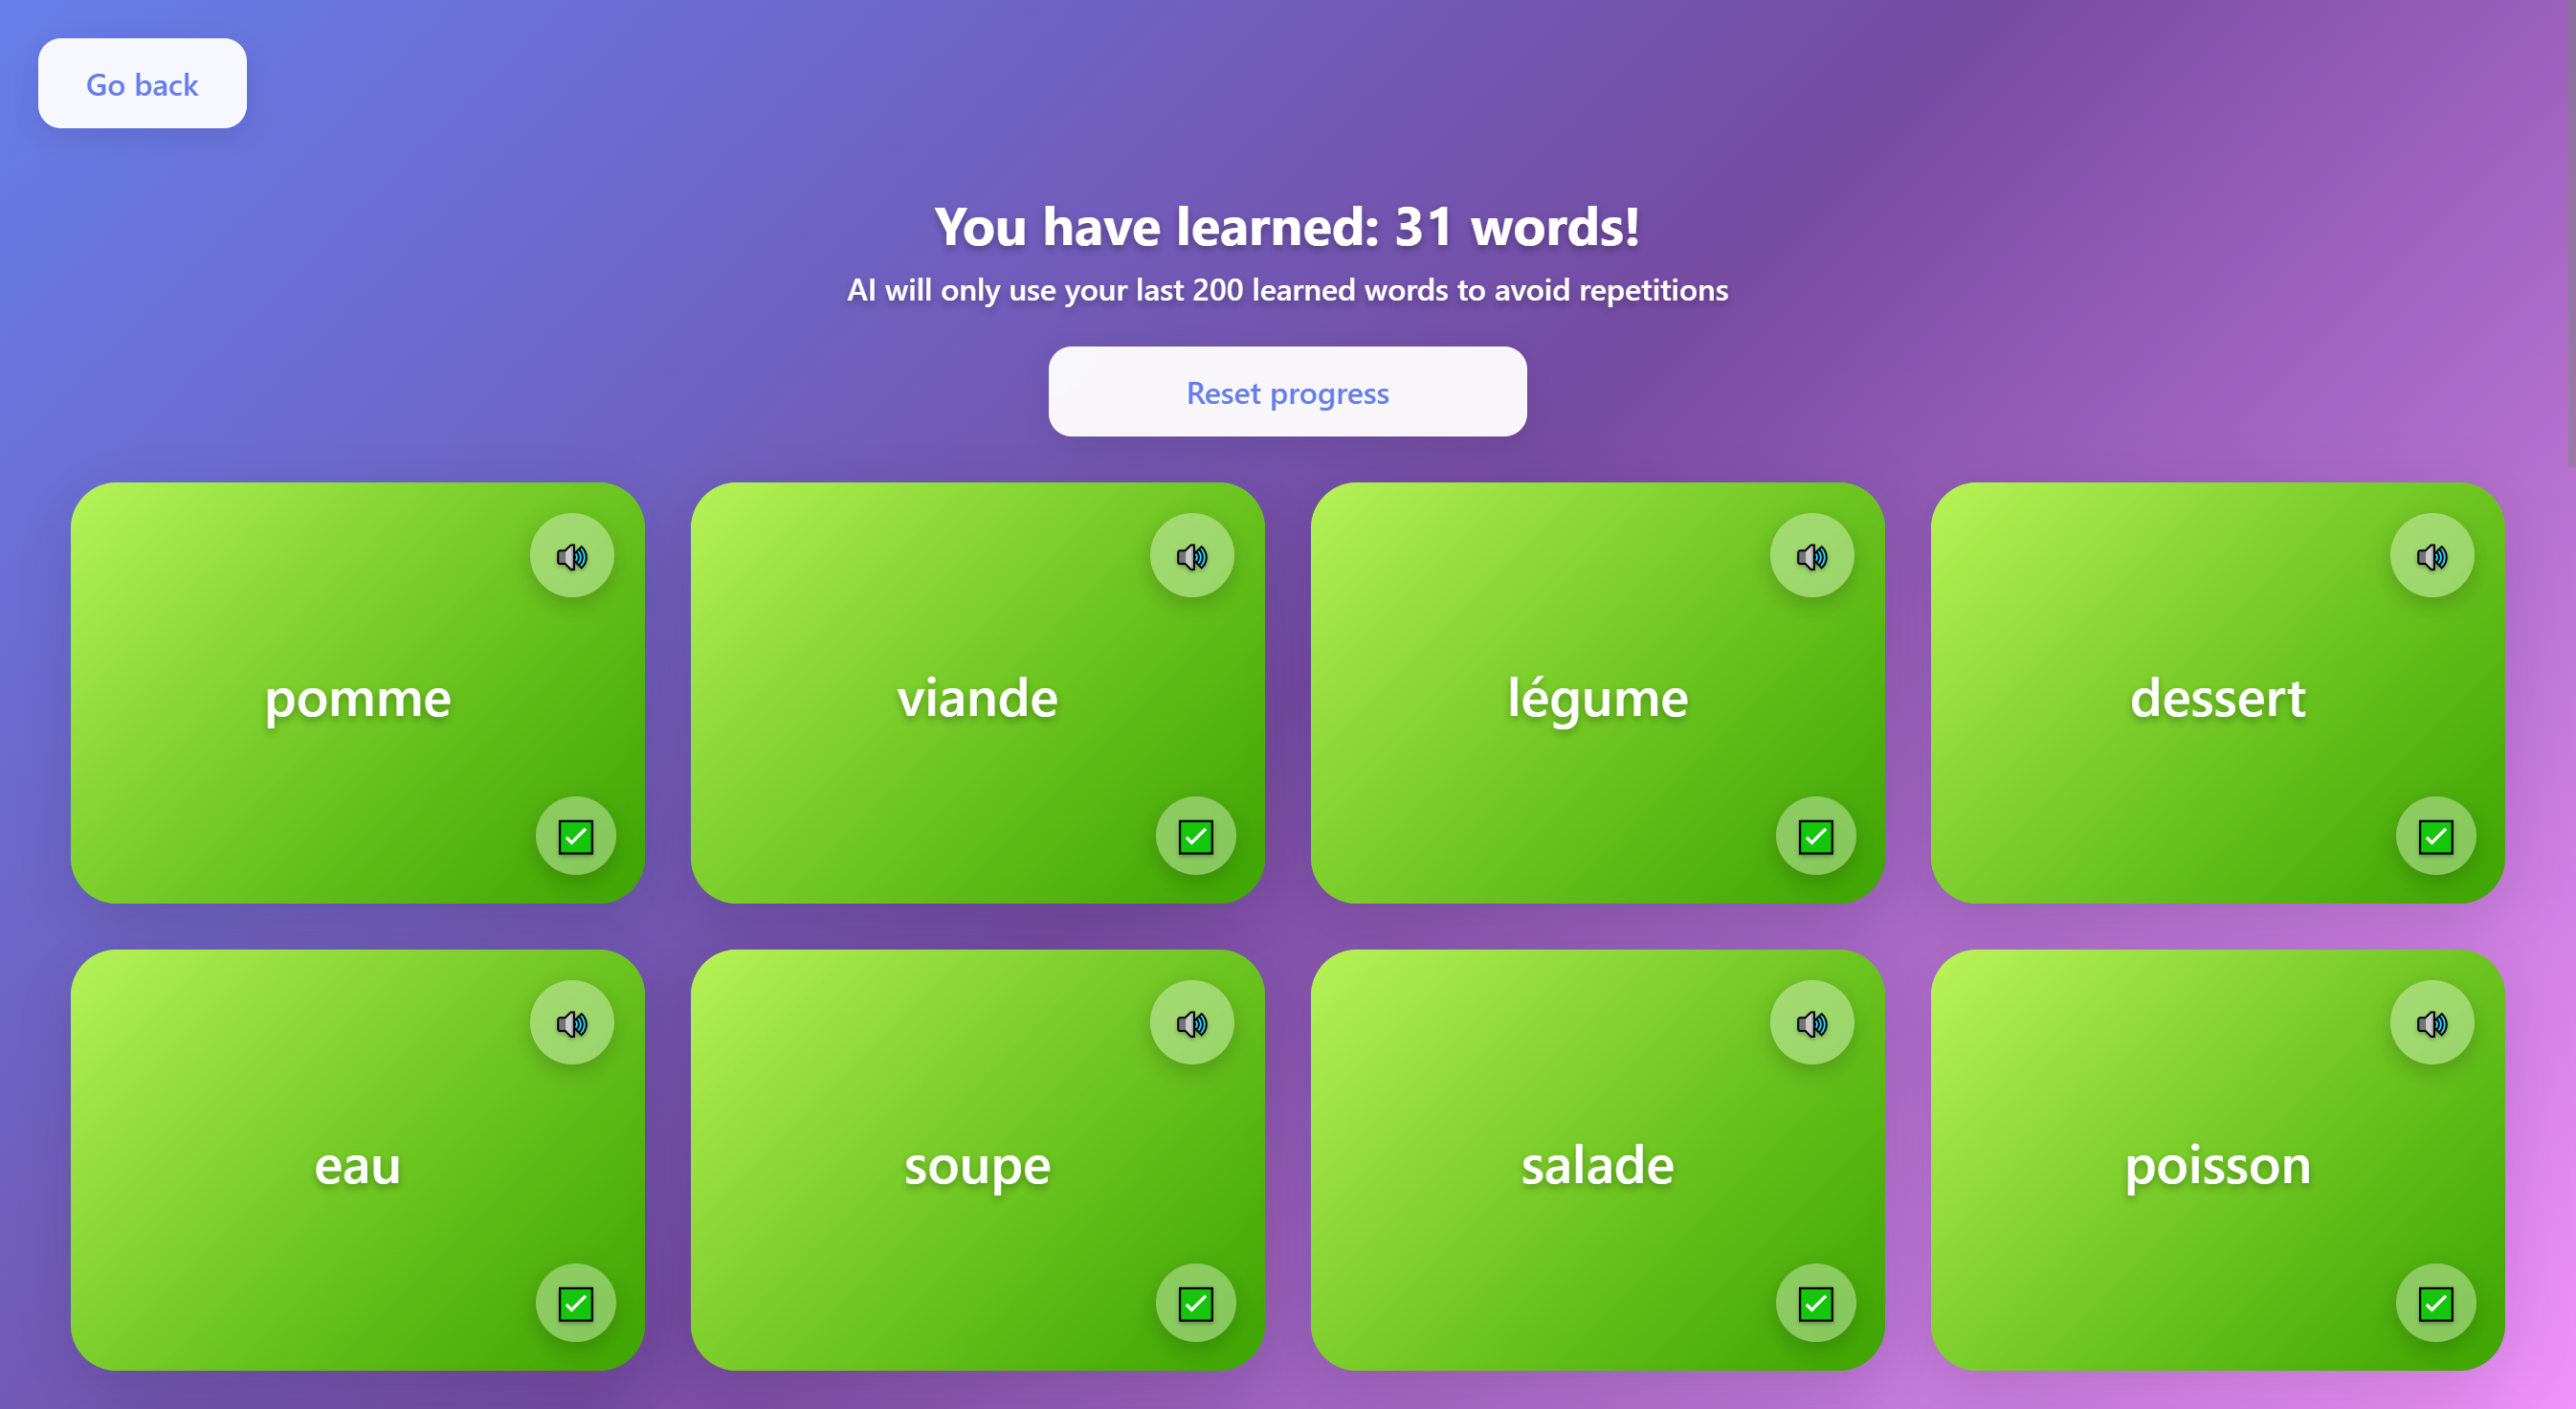 Go back
You have learned: 31 words!
AI will only use your last 200 learned words to avoid repetitions
Reset progress
pomme
viande
légume
dessert
eau
soupe
salade
poisson